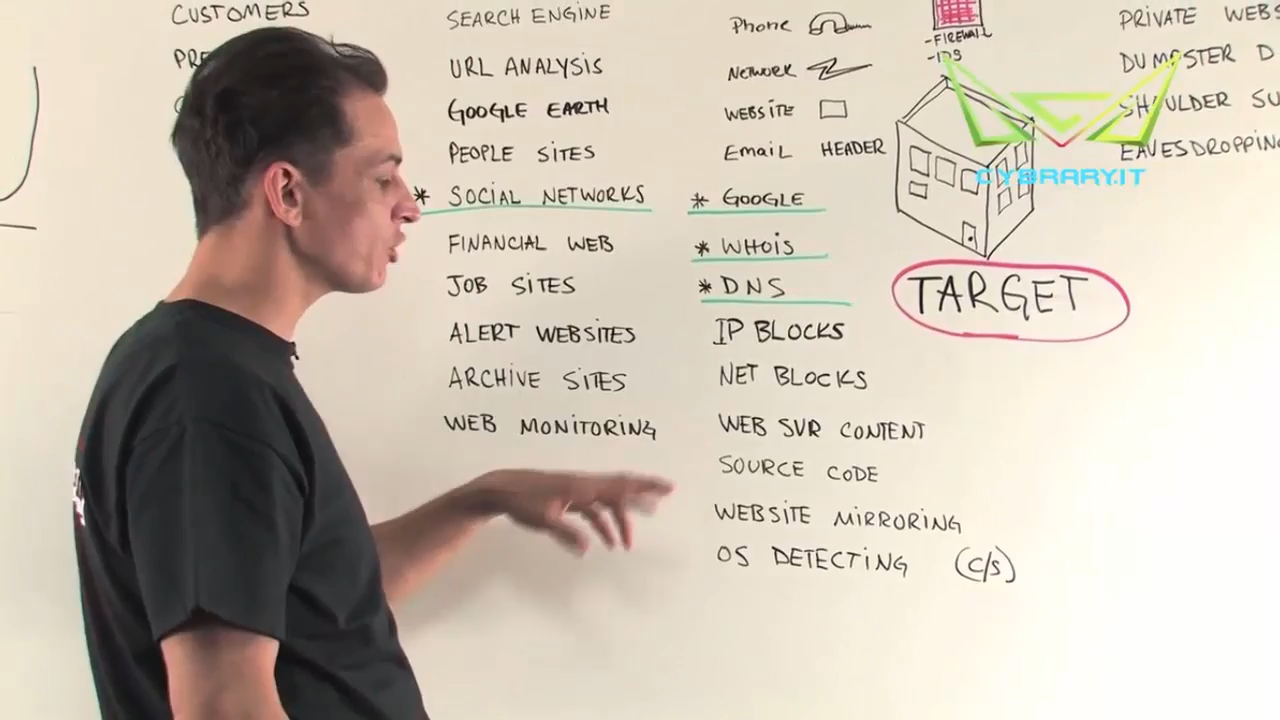 CUSTOMERS
SEARCH ENGINE
URL ANALYSIS
GOOGLE EARTH
PEOPLE SITES
* SOCIAL NETWORKS
FINANCIAL WEB
JOB SITES
ALERT WEBSITES
ARCHIVE SITES
WEB MONITORING
Phone
NETWORK
WEBSITE
Email HEADER
* GOOGLE
* WHOIS
* DNS
IP BLOCKS
NET BLOCKS
WEB SVR CONTENT
SOURCE CODE
WEBSITE MIRRORING
OS DETECTING (C/S)
-FIREWALL
-IDS
TARGET
CYBRARY.IT
PRIVATE WEBS
DUMPSTER D
SHOULDER SU
EAVESDROPPING